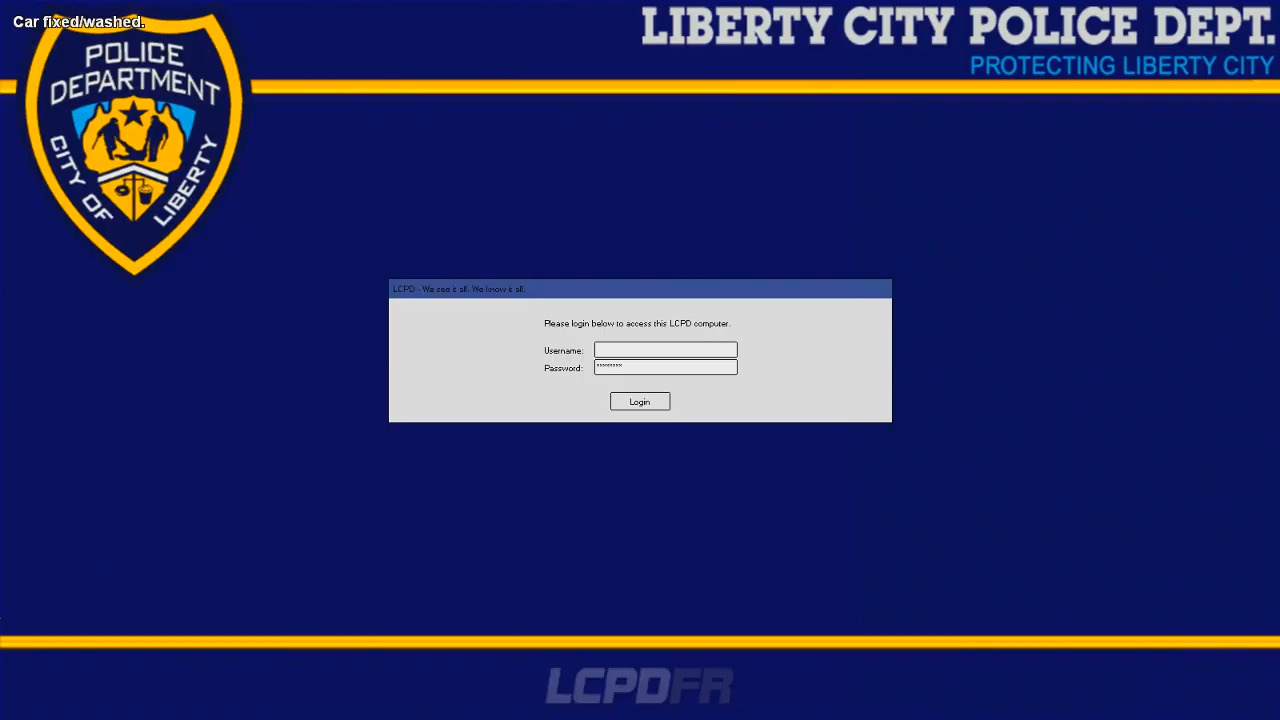 Car fixed/washed.
LIBERTY CITY POLICE DEPT.
PROTECTING LIBERTY CITY
POLICE
DEPARTMENT
CITY OF LIBERTY
LCPD - We see it all. We know it all.
Please login below to access this LCPD computer.
Username:
Password: ********
Login
LCPDFR